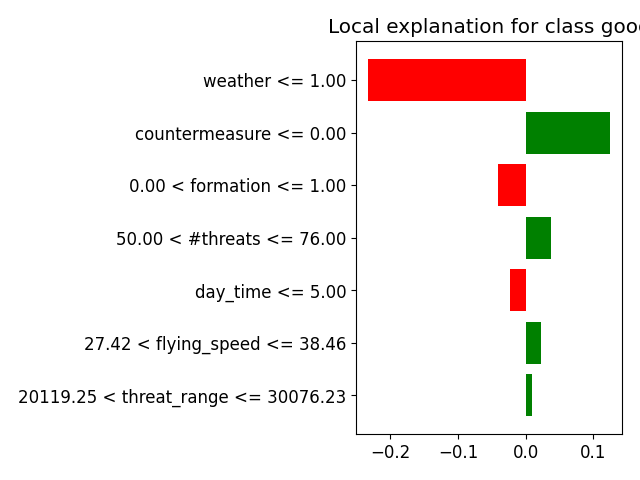 Local explanation for class good
weather <= 1.00
countermeasure <= 0.00
0.00 < formation <= 1.00
50.00 < #threats <= 76.00
day_time <= 5.00
27.42 < flying_speed <= 38.46
20119.25 < threat_range <= 30076.23
−0.2 −0.1 0.0 0.1